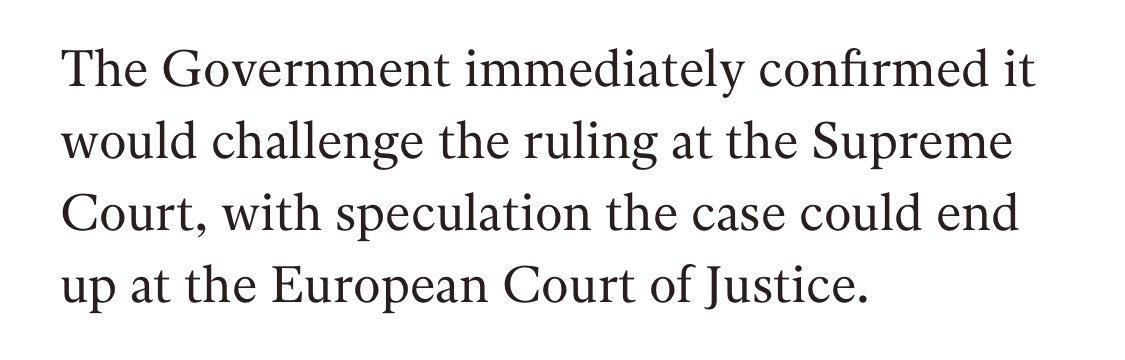 The Government immediately confirmed it
would challenge the ruling at the Supreme
Court, with speculation the case could end
up at the European Court of Justice.